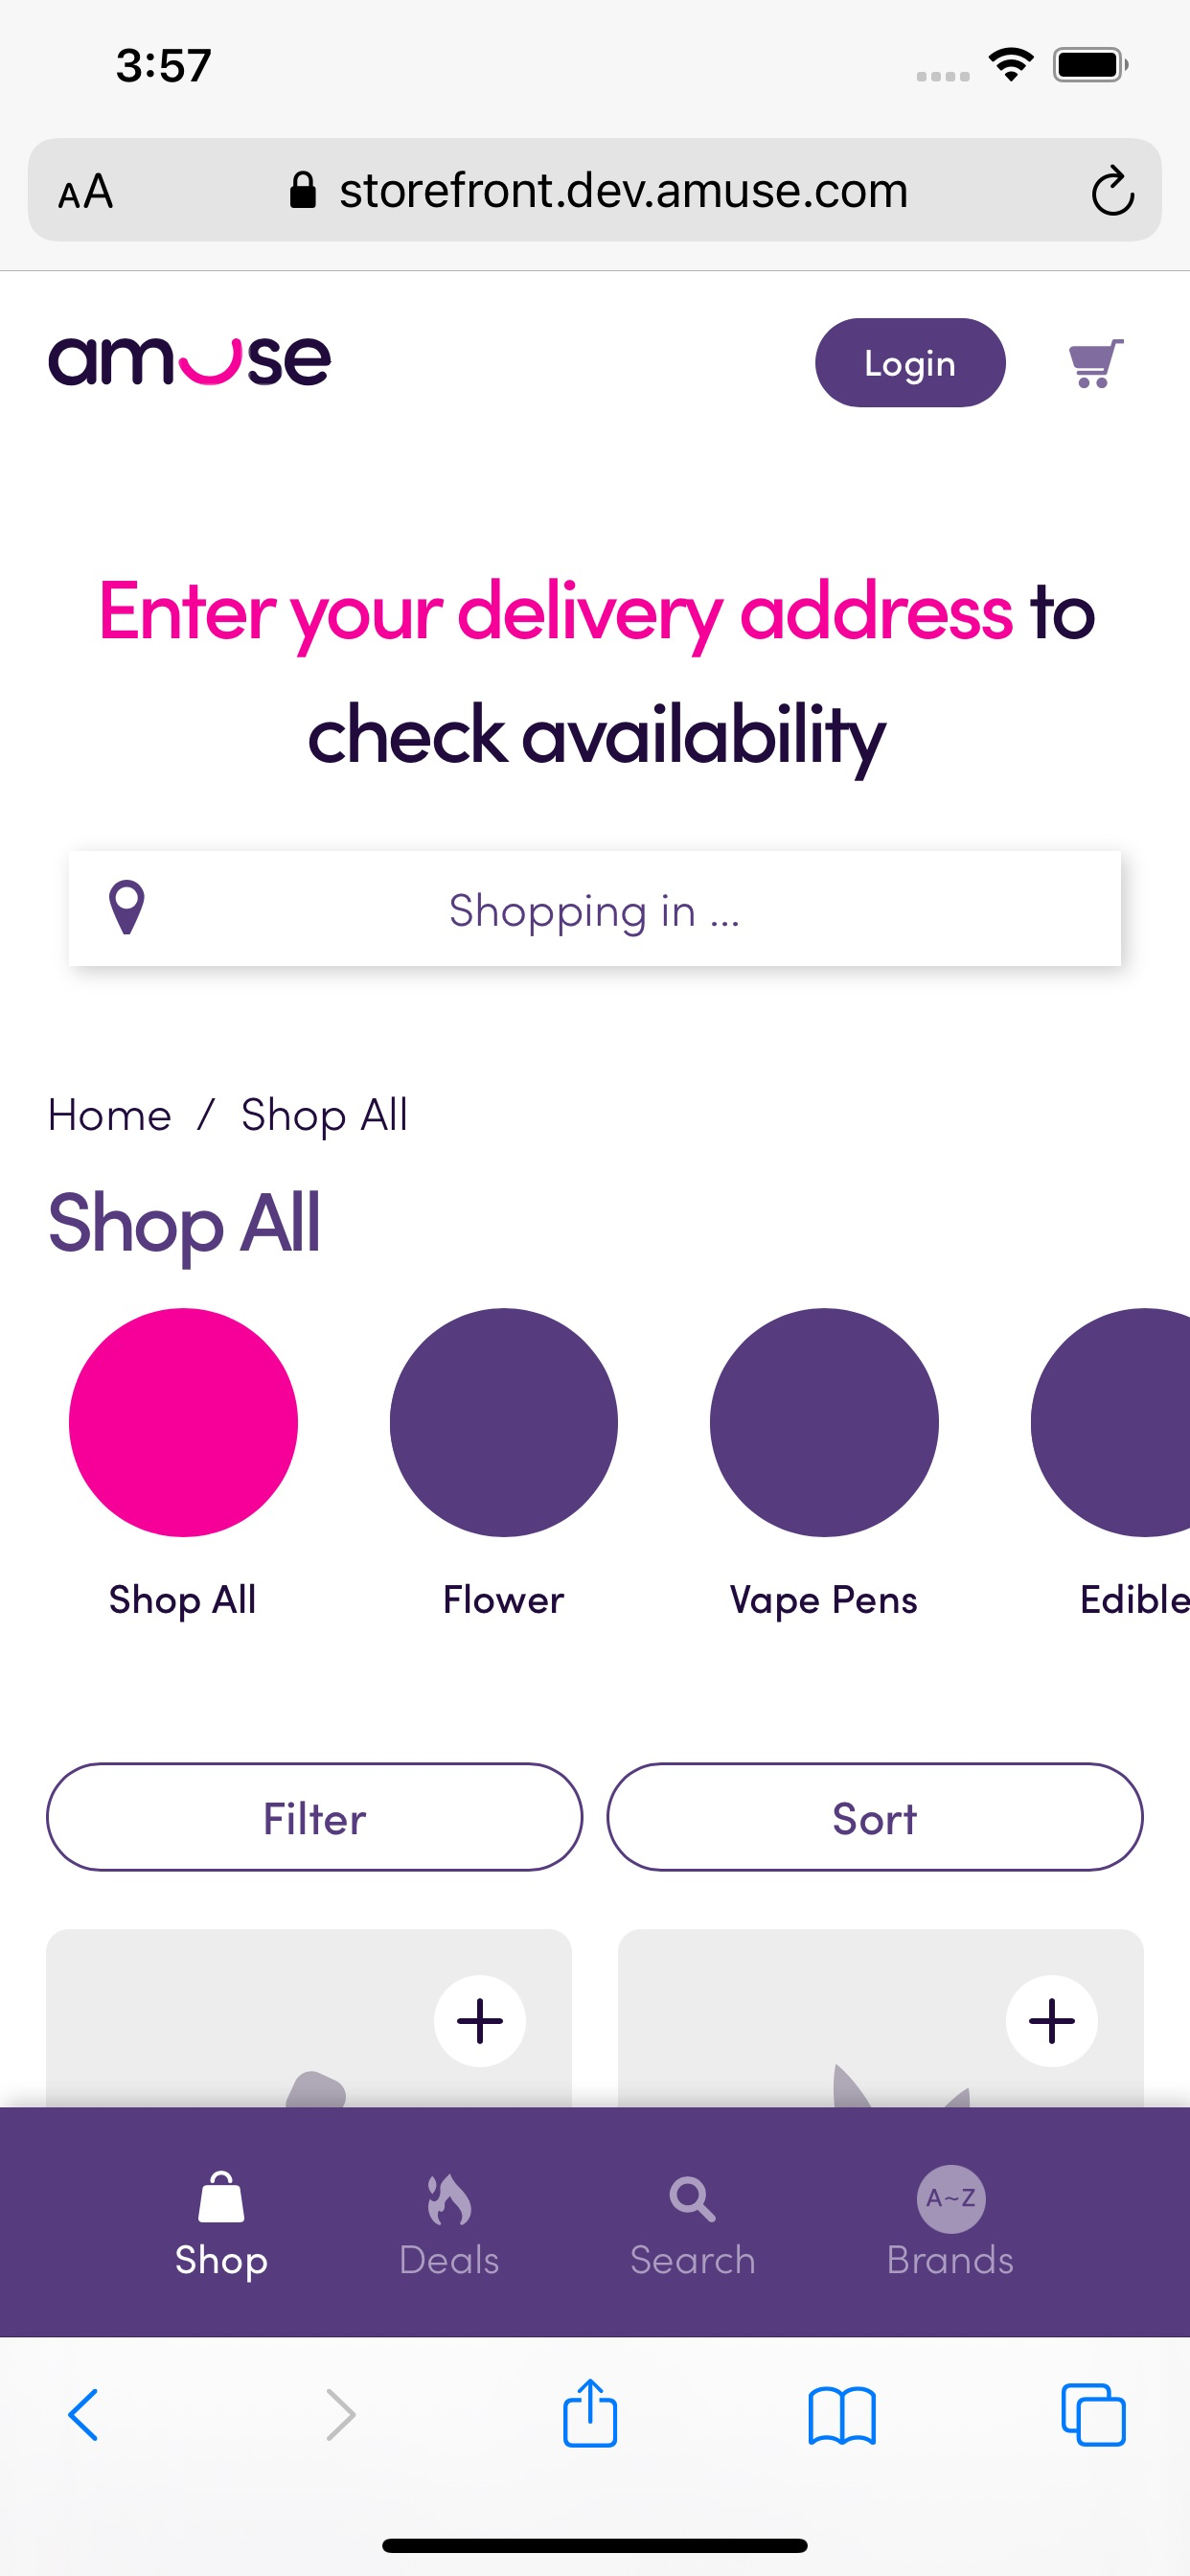 3:57
AA storefront.dev.amuse.com
amuse Login
Enter your delivery address to
check availability
Shopping in ...
Home / Shop All
Shop All
Shop All Flower Vape Pens Edible
Filter Sort
A~Z
Shop Deals Search Brands